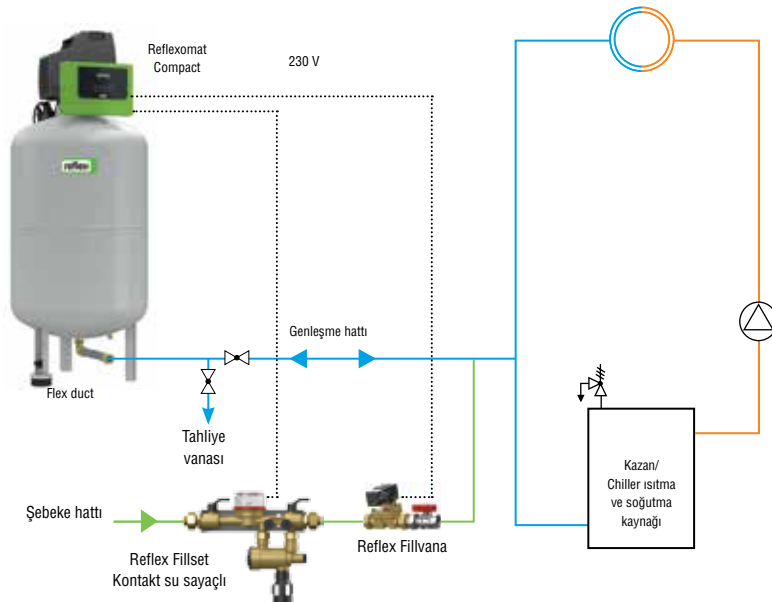 Reflexomat
Compact
230 V
reflex
Genleşme hattı
Flex duct
Tahliye
vanası
Kazan/
Chiller ısıtma
ve soğutma
kaynağı
Şebeke hattı
Reflex Fillvana
Reflex Fillset
Kontakt su sayaçlı